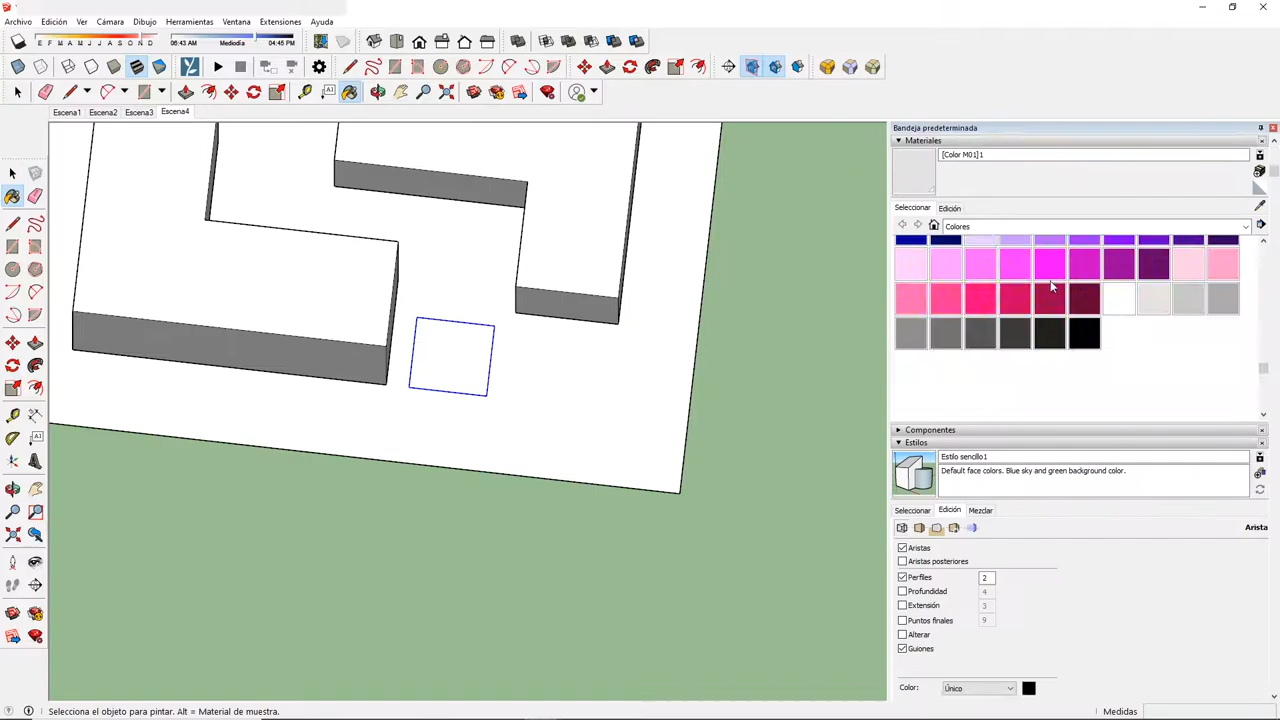 Archivo Edición Ver Cámara Dibujo Herramientas Ventana Extensiones Ayuda
E F M A M J J A S O N D 06:43 AM Mediodía 04:45 PM
Escena1 Escena2 Escena3 Escena4
Bandeja predeterminada
Materiales
[Color M01]1
Seleccionar Edición
Colores
Componentes
Estilos
Estilo sencillo1
Default face colors. Blue sky and green background color.
Seleccionar Edición Mezclar
Arista
Aristas
Aristas posteriores
Perfiles 2
Profundidad 4
Extensión 3
Puntos finales 9
Alterar
Guiones
Color: Único
Selecciona el objeto para pintar. Alt = Material de muestra. Medidas